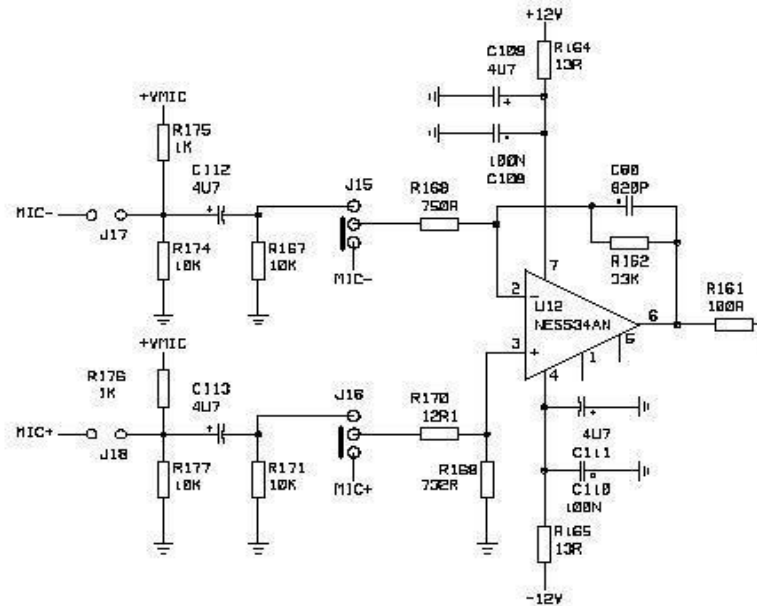 +12V
C109
4U7
R164
13R
+VMIC
R175
1K
100N
C108
C112
4U7
J15
R169
750R
C80
820P
MIC-
J17
R174
10K
R167
10K
MIC-
R162
33K
7
2
U12
NE5534AN
6
R161
100R
+VMIC
3
5
1
4
R176
1K
C113
4U7
J16
R170
12R1
MIC+
J18
4U7
R177
10K
R171
10K
MIC+
R168
732R
C111
C110
100N
R165
13R
-12V